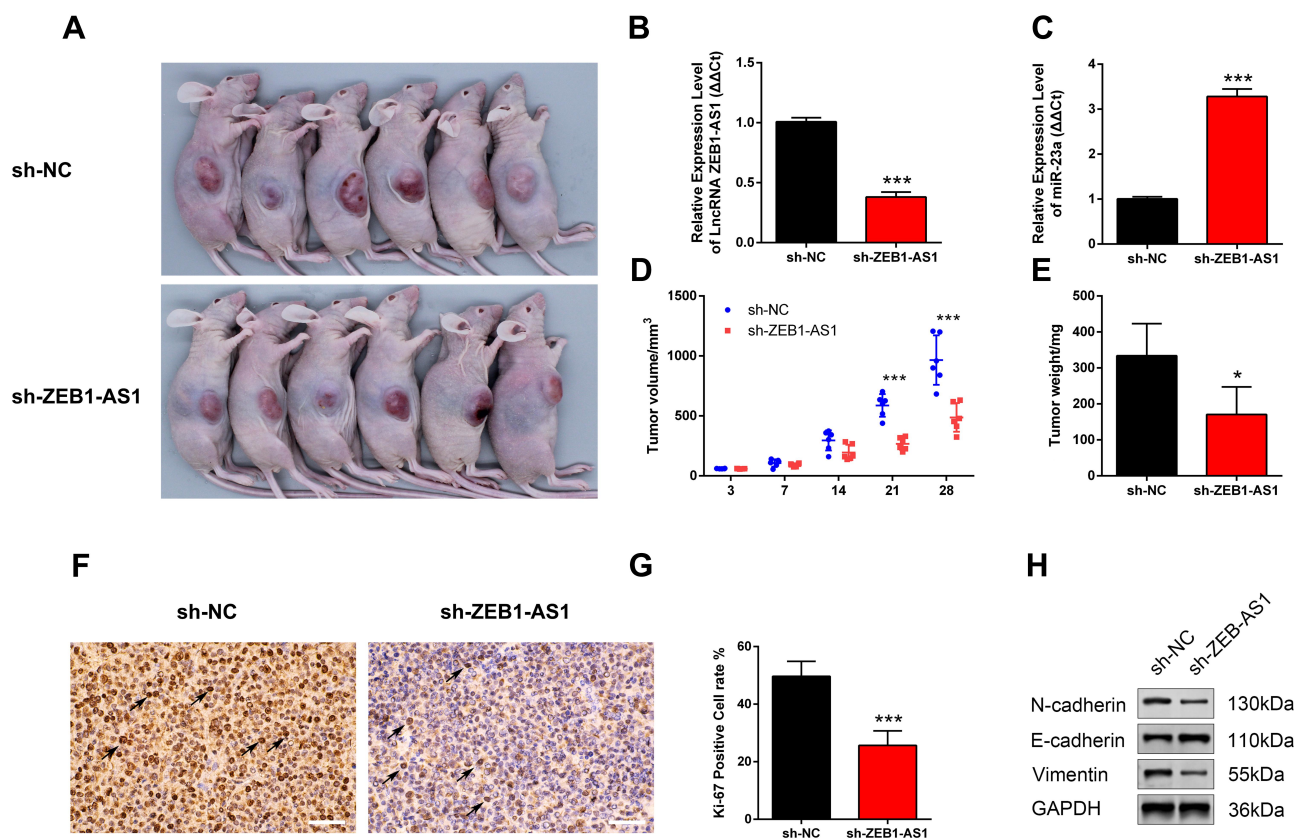 A
sh-NC
sh-ZEB1-AS1
B
Relative Expression Level
of LncRNA ZEB1-AS1 (ΔΔCt)
1.5
1.0
0.5
0.0
***
sh-NC
sh-ZEB1-AS1
C
Relative Expression Level
of miR-23a (ΔΔCt)
4
3
2
1
0
***
sh-NC
sh-ZEB1-AS1
D
Tumor volume/mm³
1500
1000
500
0
sh-NC
sh-ZEB1-AS1
***
***
3 7 14 21 28
E
Tumor weight/mg
500
400
300
200
100
0
*
sh-NC
sh-ZEB1-AS1
F
sh-NC
sh-ZEB1-AS1
G
Ki-67 Positive Cell rate %
60
40
20
0
***
sh-NC
sh-ZEB1-AS1
H
sh-NC
sh-ZEB-AS1
N-cadherin 130kDa
E-cadherin 110kDa
Vimentin 55kDa
GAPDH 36kDa